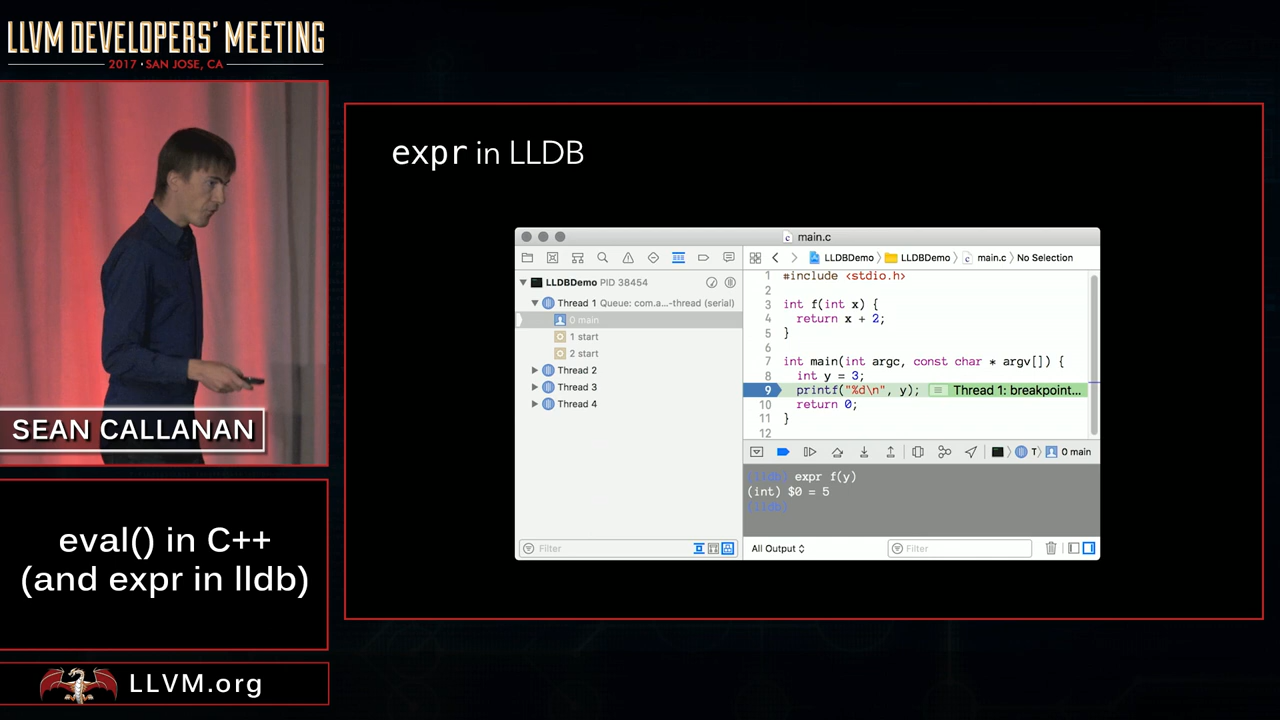 LLVM DEVELOPERS' MEETING
2017 • SAN JOSE, CA
SEAN CALLANAN
eval() in C++
(and expr in lldb)
LLVM.org
expr in LLDB
main.c
LLDBDemo PID 38454
Thread 1 Queue: com.a...-thread (serial)
0 main
1 start
2 start
Thread 2
Thread 3
Thread 4
Filter
LLDBDemo LLDBDemo main.c No Selection
1 #include <stdio.h>
2
3 int f(int x) {
4 return x + 2;
5 }
6
7 int main(int argc, const char * argv[]) {
8 int y = 3;
9 printf("%d\n", y); Thread 1: breakpoint...
10 return 0;
11 }
12
T 0 main
(lldb) expr f(y)
(int) $0 = 5
(lldb)
All Output
Filter